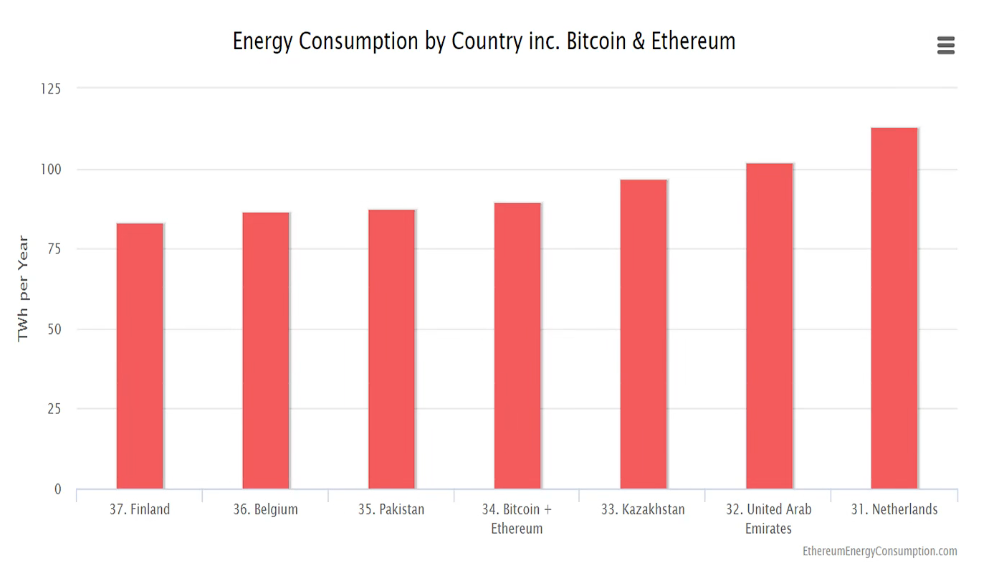 Energy Consumption by Country inc. Bitcoin & Ethereum
125
100
75
50
25
0
TWh per Year
37. Finland
36. Belgium
35. Pakistan
34. Bitcoin +
Ethereum
33. Kazakhstan
32. United Arab
Emirates
31. Netherlands
EthereumEnergyConsumption.com